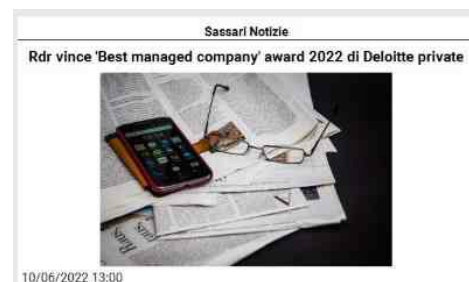 Sassari Notizie
Rdr vince 'Best managed company' award 2022 di Deloitte private
10/06/2022 13:00